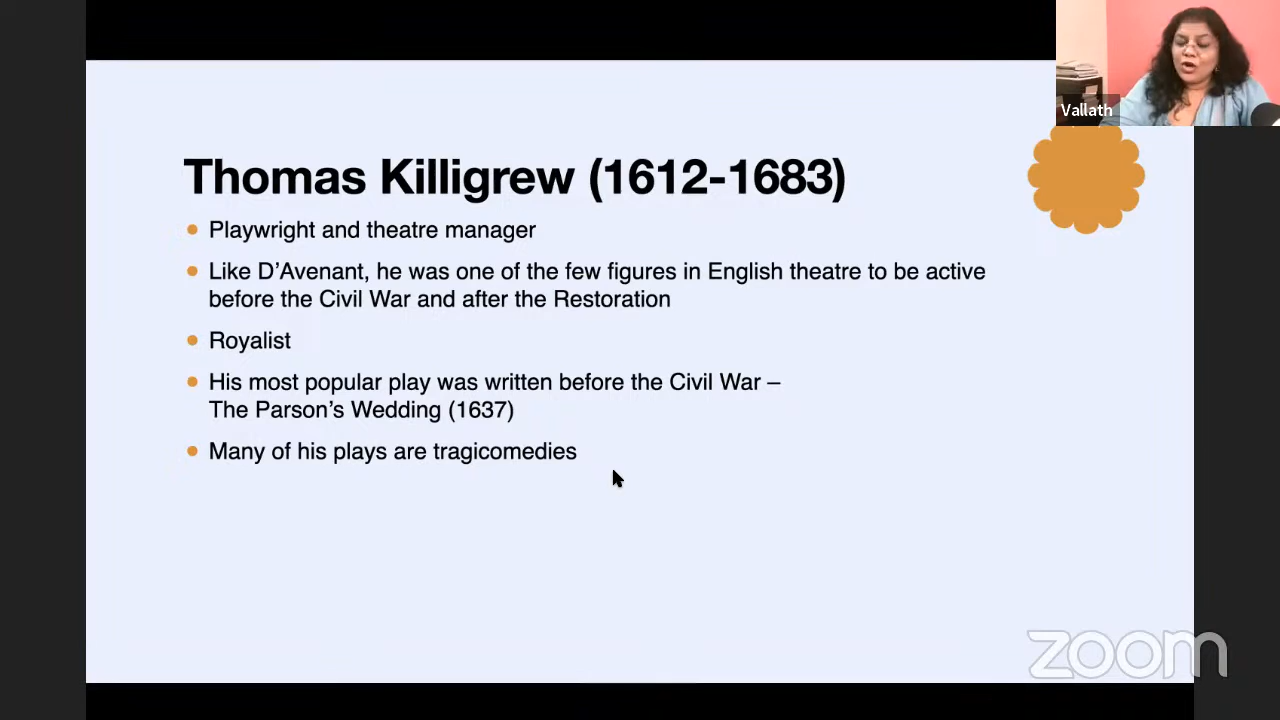 Vallath
Thomas Killigrew (1612-1683)
Playwright and theatre manager
Like D’Avenant, he was one of the few figures in English theatre to be active
before the Civil War and after the Restoration
Royalist
His most popular play was written before the Civil War –
The Parson’s Wedding (1637)
Many of his plays are tragicomedies
zoom